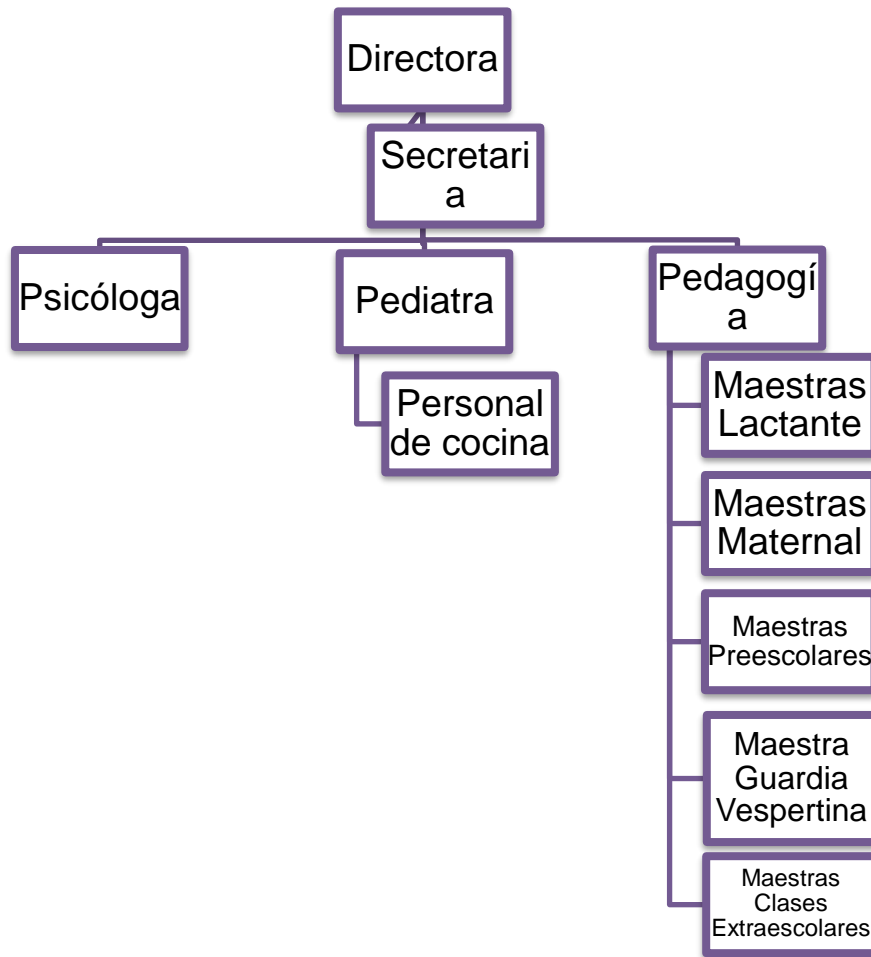 Directora
Secretari
a
Psicóloga
Pediatra
Pedagogí
a
Personal
de cocina
Maestras
Lactante
Maestras
Maternal
Maestras
Preescolares
Maestra
Guardia
Vespertina
Maestras
Clases
Extraescolares